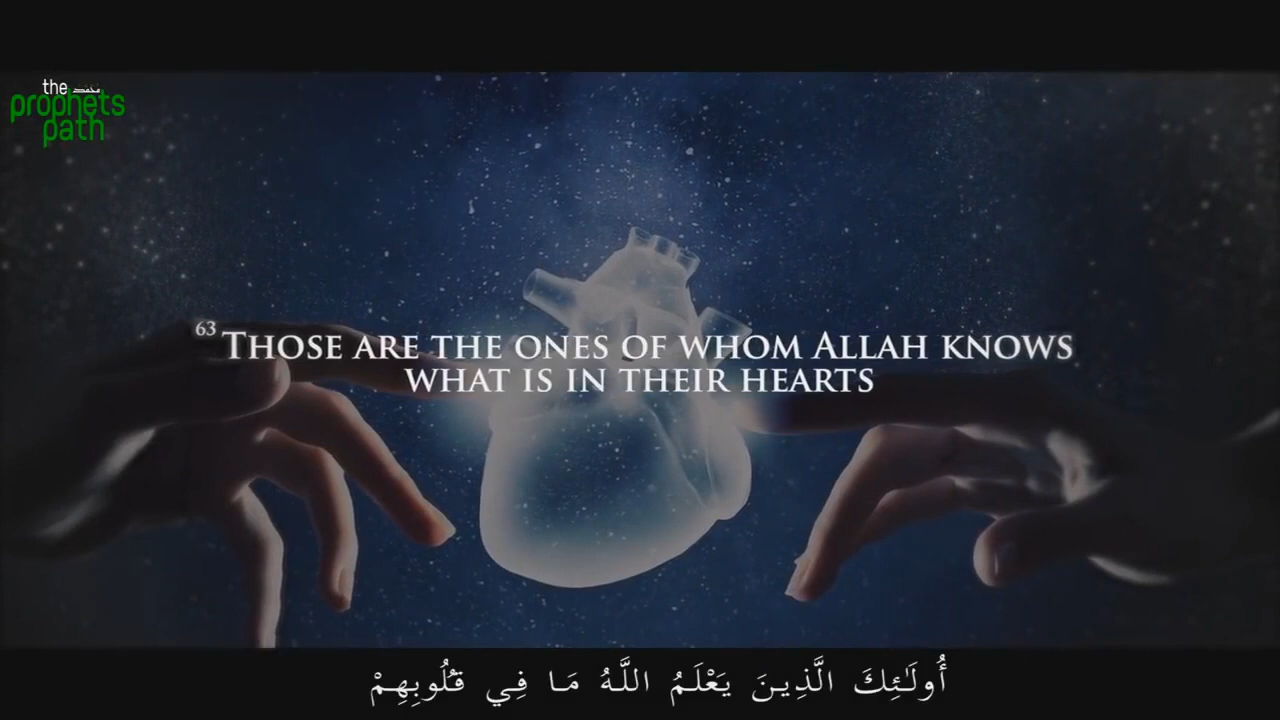 the محمد
prophets
path
63 THOSE ARE THE ONES OF WHOM ALLAH KNOWS
WHAT IS IN THEIR HEARTS
أُولَٰئِكَ الَّذِينَ يَعْلَمُ اللَّهُ مَا فِي قُلُوبِهِمْ